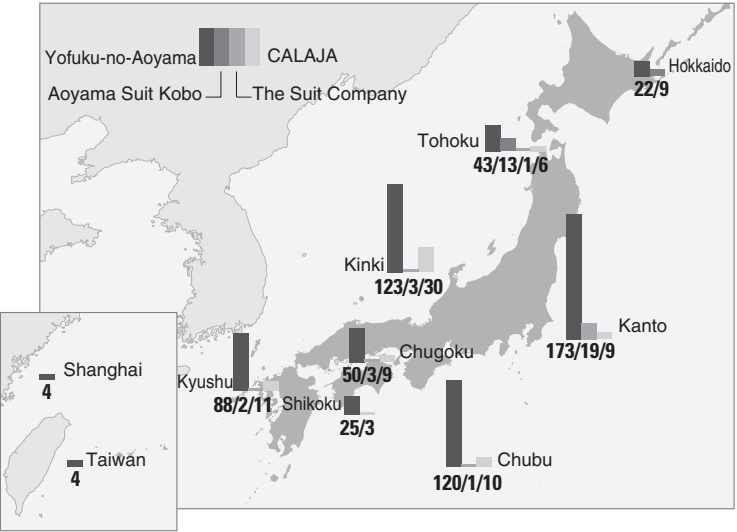 Yofuku-no-Aoyama CALAJA
Aoyama Suit Kobo The Suit Company
Hokkaido
22/9
Tohoku
43/13/1/6
Kinki
123/3/30
Kanto
173/19/9
Chugoku
50/3/9
Kyushu
88/2/11
Shikoku
25/3
Chubu
120/1/10
Shanghai
4
Taiwan
4